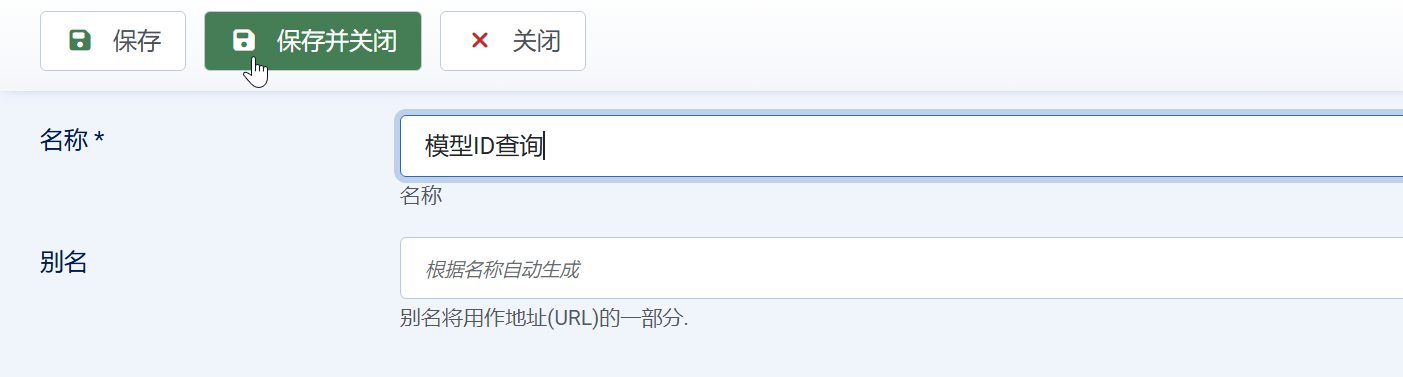 保存 保存并关闭 关闭
名称 * 模型ID查询
名称
别名 根据名称自动生成
别名将用作地址(URL)的一部分.